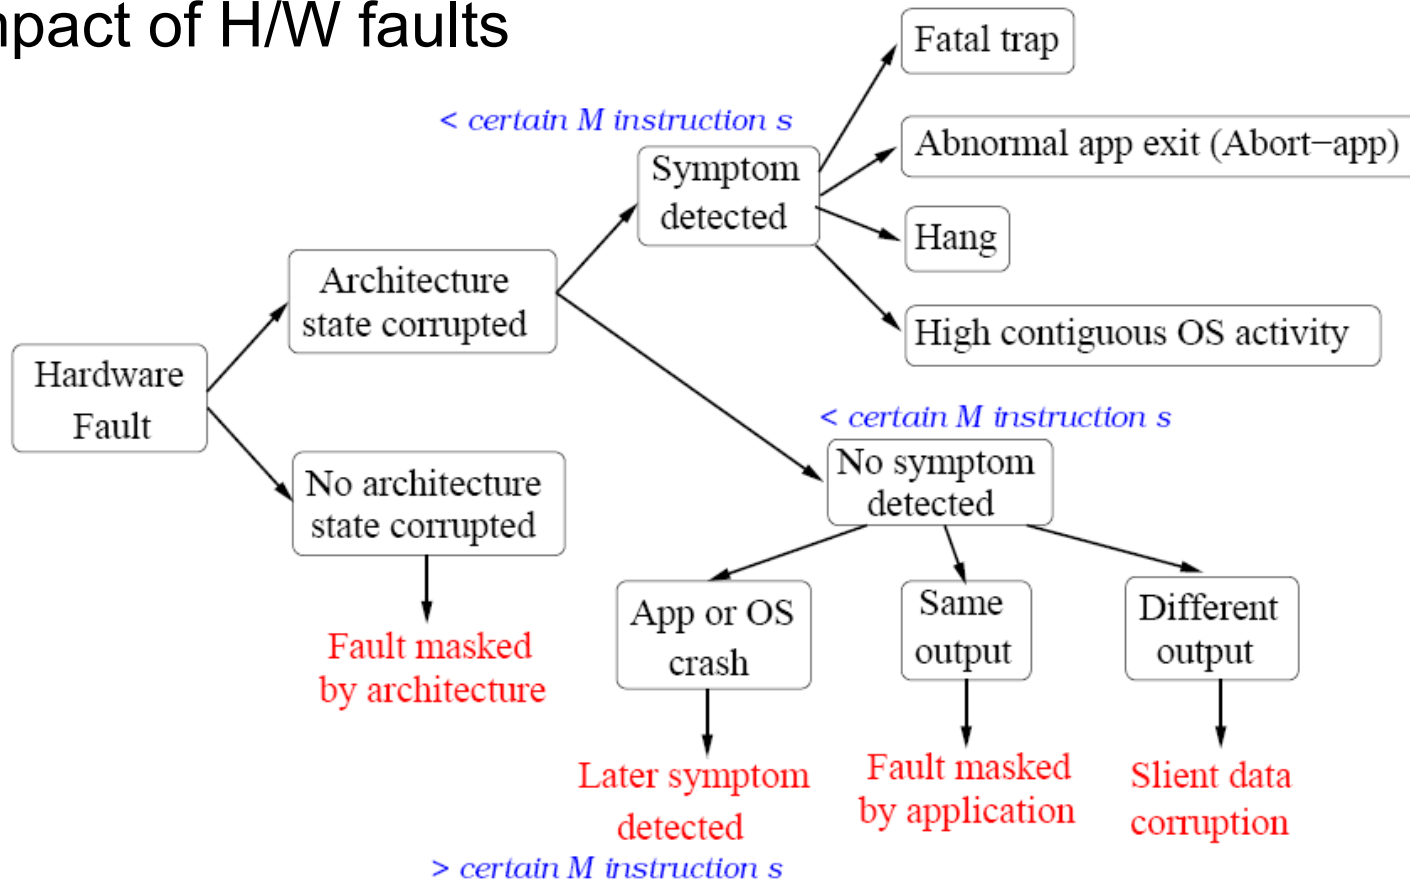 mpact of H/W faults
Fatal trap
< certain M instruction s
Abnormal app exit (Abort−app)
Symptom
detected
Hang
Architecture
state corrupted
High contiguous OS activity
Hardware
Fault
< certain M instruction s
No symptom
detected
No architecture
state corrupted
App or OS
crash
Same
output
Different
output
Fault masked
by architecture
Later symptom
detected
Fault masked
by application
Slient data
corruption
> certain M instruction s